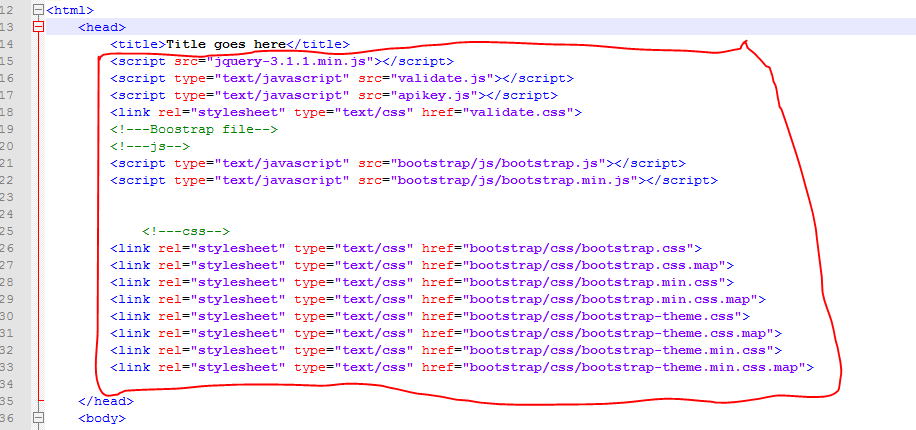 12 <html>
13 <head>
14 <title>Title goes here</title>
15 <script src="jquery-3.1.1.min.js"></script>
16 <script type="text/javascript" src="validate.js"></script>
17 <script type="text/javascript" src="apikey.js"></script>
18 <link rel="stylesheet" type="text/css" href="validate.css">
19 <!---Boostrap file-->
20 <!---js-->
21 <script type="text/javascript" src="bootstrap/js/bootstrap.js"></script>
22 <script type="text/javascript" src="bootstrap/js/bootstrap.min.js"></script>
23
24
25 <!---css-->
26 <link rel="stylesheet" type="text/css" href="bootstrap/css/bootstrap.css">
27 <link rel="stylesheet" type="text/css" href="bootstrap/css/bootstrap.css.map">
28 <link rel="stylesheet" type="text/css" href="bootstrap/css/bootstrap.min.css">
29 <link rel="stylesheet" type="text/css" href="bootstrap/css/bootstrap.min.css.map">
30 <link rel="stylesheet" type="text/css" href="bootstrap/css/bootstrap-theme.css">
31 <link rel="stylesheet" type="text/css" href="bootstrap/css/bootstrap-theme.css.map">
32 <link rel="stylesheet" type="text/css" href="bootstrap/css/bootstrap-theme.min.css">
33 <link rel="stylesheet" type="text/css" href="bootstrap/css/bootstrap-theme.min.css.map">
34
35 </head>
36 <body>